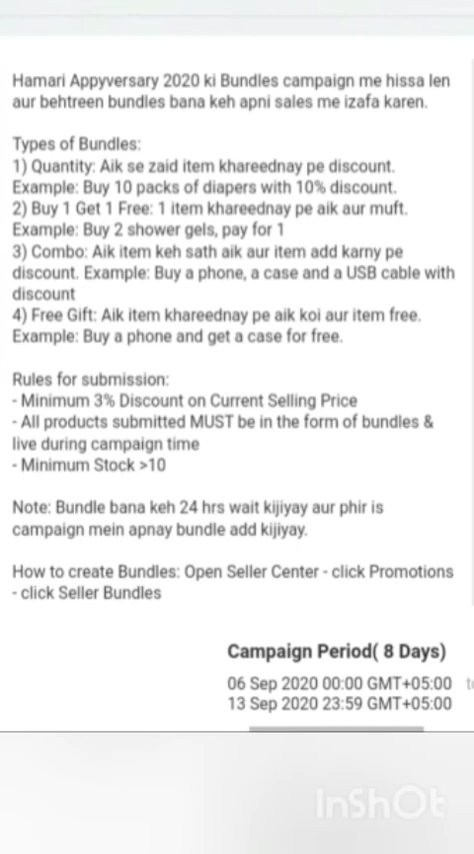 Hamari Appyversary 2020 ki Bundles campaign me hissa len
aur behtreen bundles bana keh apni sales me izafa karen.
Types of Bundles:
1) Quantity: Aik se zaid item khareednay pe discount.
Example: Buy 10 packs of diapers with 10% discount.
2) Buy 1 Get 1 Free: 1 item khareednay pe aik aur muft.
Example: Buy 2 shower gels, pay for 1
3) Combo: Aik item keh sath aik aur item add karny pe
discount. Example: Buy a phone, a case and a USB cable with
discount
4) Free Gift: Aik item khareednay pe aik koi aur item free.
Example: Buy a phone and get a case for free.
Rules for submission:
- Minimum 3% Discount on Current Selling Price
- All products submitted MUST be in the form of bundles &
live during campaign time
- Minimum Stock >10
Note: Bundle bana keh 24 hrs wait kijiyay aur phir is
campaign mein apnay bundle add kijiyay.
How to create Bundles: Open Seller Center - click Promotions
- click Seller Bundles
Campaign Period( 8 Days)
06 Sep 2020 00:00 GMT+05:00
13 Sep 2020 23:59 GMT+05:00
InShOt